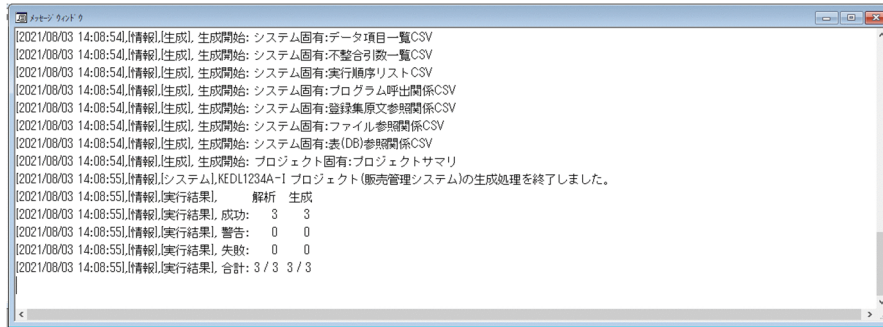 メッセージ ウィンドウ
[2021/08/03 14:08:54],[情報],[生成], 生成開始: システム固有:データ項目一覧CSV
[2021/08/03 14:08:54],[情報],[生成], 生成開始: システム固有:不整合引数一覧CSV
[2021/08/03 14:08:54],[情報],[生成], 生成開始: システム固有:実行順序リストCSV
[2021/08/03 14:08:54],[情報],[生成], 生成開始: システム固有:プログラム呼出関係CSV
[2021/08/03 14:08:54],[情報],[生成], 生成開始: システム固有:登録集原文参照関係CSV
[2021/08/03 14:08:54],[情報],[生成], 生成開始: システム固有:ファイル参照関係CSV
[2021/08/03 14:08:54],[情報],[生成], 生成開始: システム固有:表(DB)参照関係CSV
[2021/08/03 14:08:54],[情報],[生成], 生成開始: プロジェクト固有:プロジェクトサマリ
[2021/08/03 14:08:55],[情報],[システム],KEDL1234A-I プロジェクト(販売管理システム)の生成処理を終了しました。
[2021/08/03 14:08:55],[情報],[実行結果], 解析 生成
[2021/08/03 14:08:55],[情報],[実行結果], 成功: 3 3
[2021/08/03 14:08:55],[情報],[実行結果], 警告: 0 0
[2021/08/03 14:08:55],[情報],[実行結果], 失敗: 0 0
[2021/08/03 14:08:55],[情報],[実行結果], 合計: 3 / 3 3 / 3